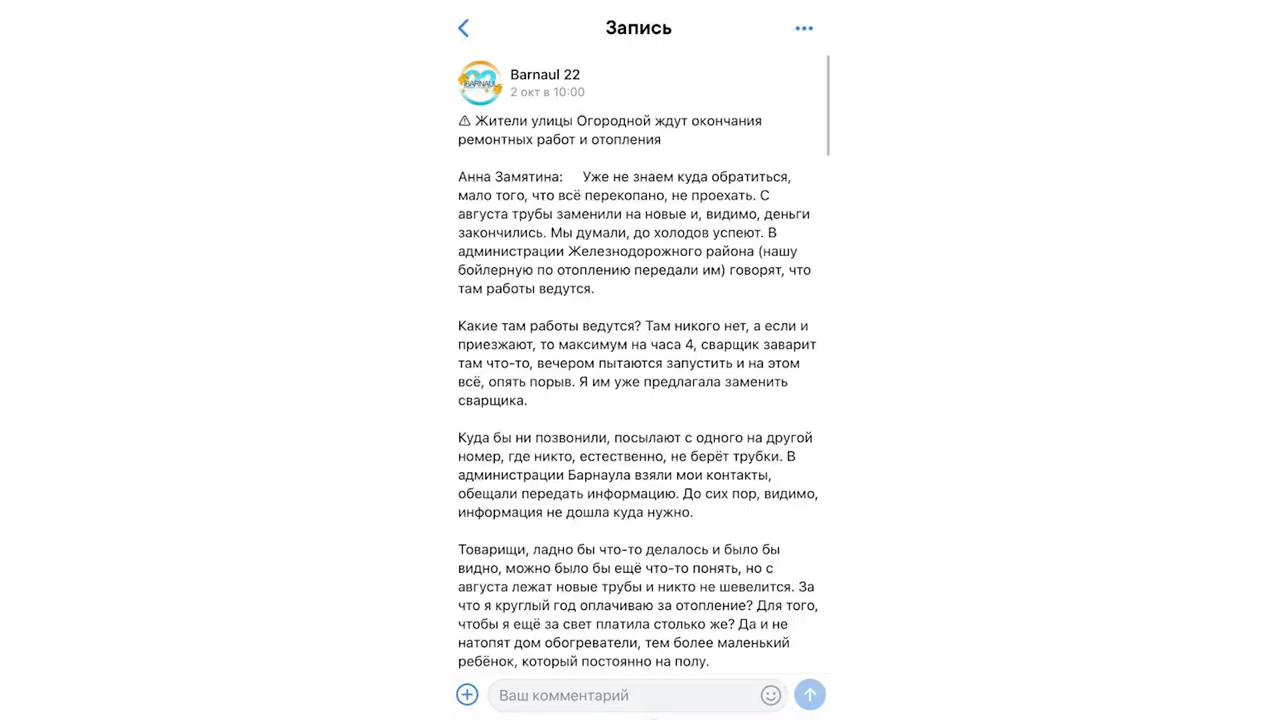 Запись
BARNAUL
Barnaul 22
2 окт в 10:00
⚠ Жители улицы Огородной ждут окончания
ремонтных работ и отопления
Анна Замятина: Уже не знаем куда обратиться,
мало того, что всё перекопано, не проехать. С
августа трубы заменили на новые и, видимо, деньги
закончились. Мы думали, до холодов успеют. В
администрации Железнодорожного района (нашу
бойлерную по отоплению передали им) говорят, что
там работы ведутся.
Какие там работы ведутся? Там никого нет, а если и
приезжают, то максимум на часа 4, сварщик заварит
там что-то, вечером пытаются запустить и на этом
всё, опять порыв. Я им уже предлагала заменить
сварщика.
Куда бы ни позвонили, посылают с одного на другой
номер, где никто, естественно, не берёт трубки. В
администрации Барнаула взяли мои контакты,
обещали передать информацию. До сих пор, видимо,
информация не дошла куда нужно.
Товарищи, ладно бы что-то делалось и было бы
видно, можно было бы ещё что-то понять, но с
августа лежат новые трубы и никто не шевелится. За
что я круглый год оплачиваю за отопление? Для того,
чтобы я ещё за свет платила столько же? Да и не
натопят дом обогреватели, тем более маленький
ребёнок, который постоянно на полу.
Ваш комментарий